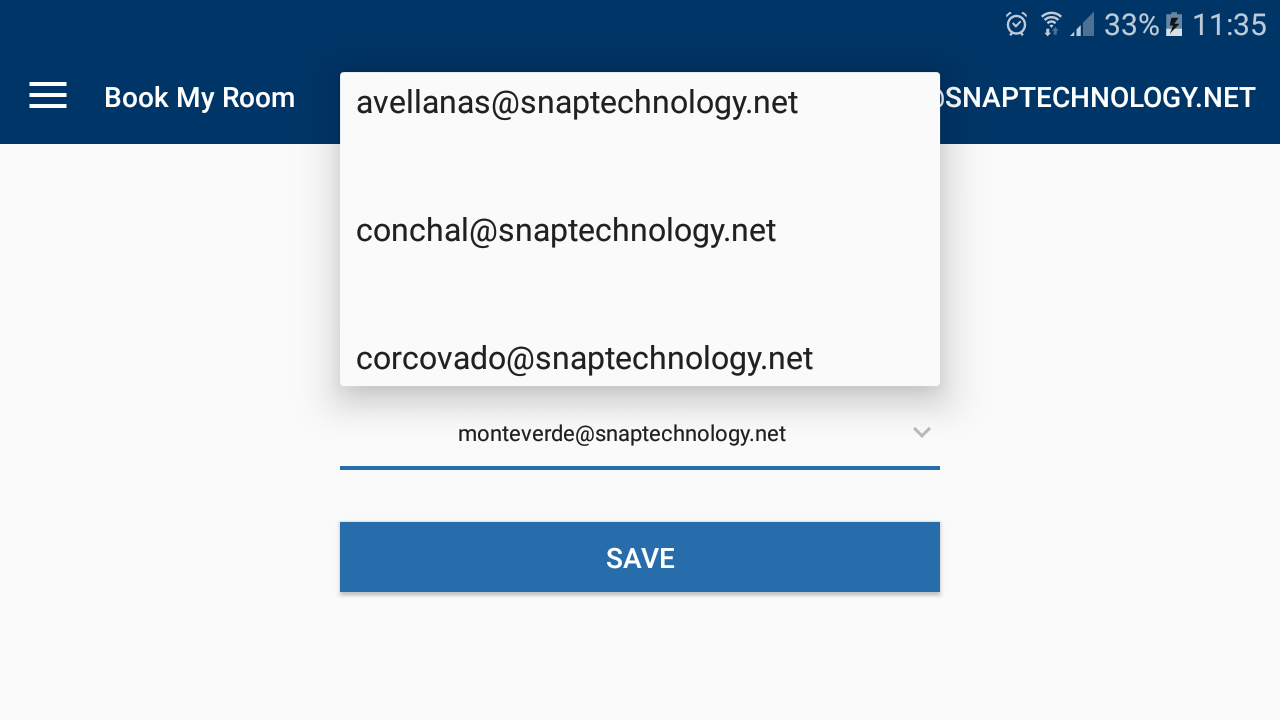 33% 11:35
Book My Room @SNAPTECHNOLOGY.NET
avellanas@snaptechnology.net
conchal@snaptechnology.net
corcovado@snaptechnology.net
monteverde@snaptechnology.net
SAVE